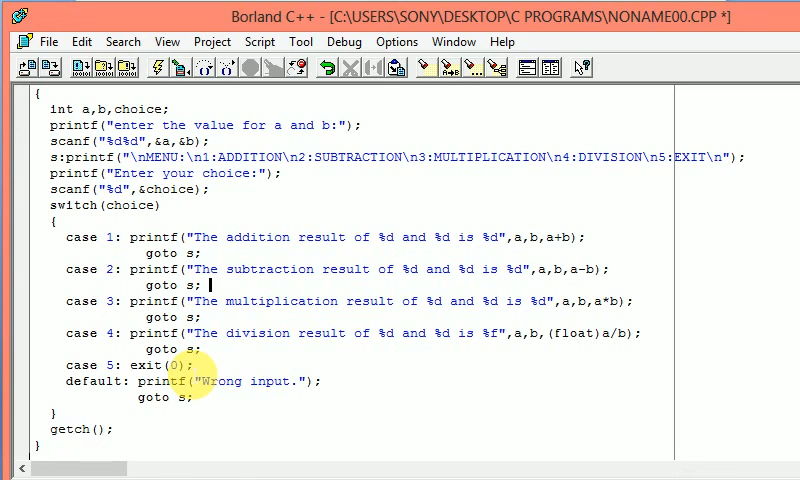 Borland C++ - [C:\USERS\SONY\DESKTOP\C PROGRAMS\NONAME00.CPP *]
File Edit Search View Project Script Tool Debug Options Window Help
{
int a,b,choice;
printf("enter the value for a and b:");
scanf("%d%d",&a,&b);
s:printf("\nMENU:\n1:ADDITION\n2:SUBTRACTION\n3:MULTIPLICATION\n4:DIVISION\n5:EXIT\n");
printf("Enter your choice:");
scanf("%d",&choice);
switch(choice)
{
case 1: printf("The addition result of %d and %d is %d",a,b,a+b);
goto s;
case 2: printf("The subtraction result of %d and %d is %d",a,b,a-b);
goto s;
case 3: printf("The multiplication result of %d and %d is %d",a,b,a*b);
goto s;
case 4: printf("The division result of %d and %d is %f",a,b,(float)a/b);
goto s;
case 5: exit(0);
default: printf("Wrong input.");
goto s;
}
getch();
}